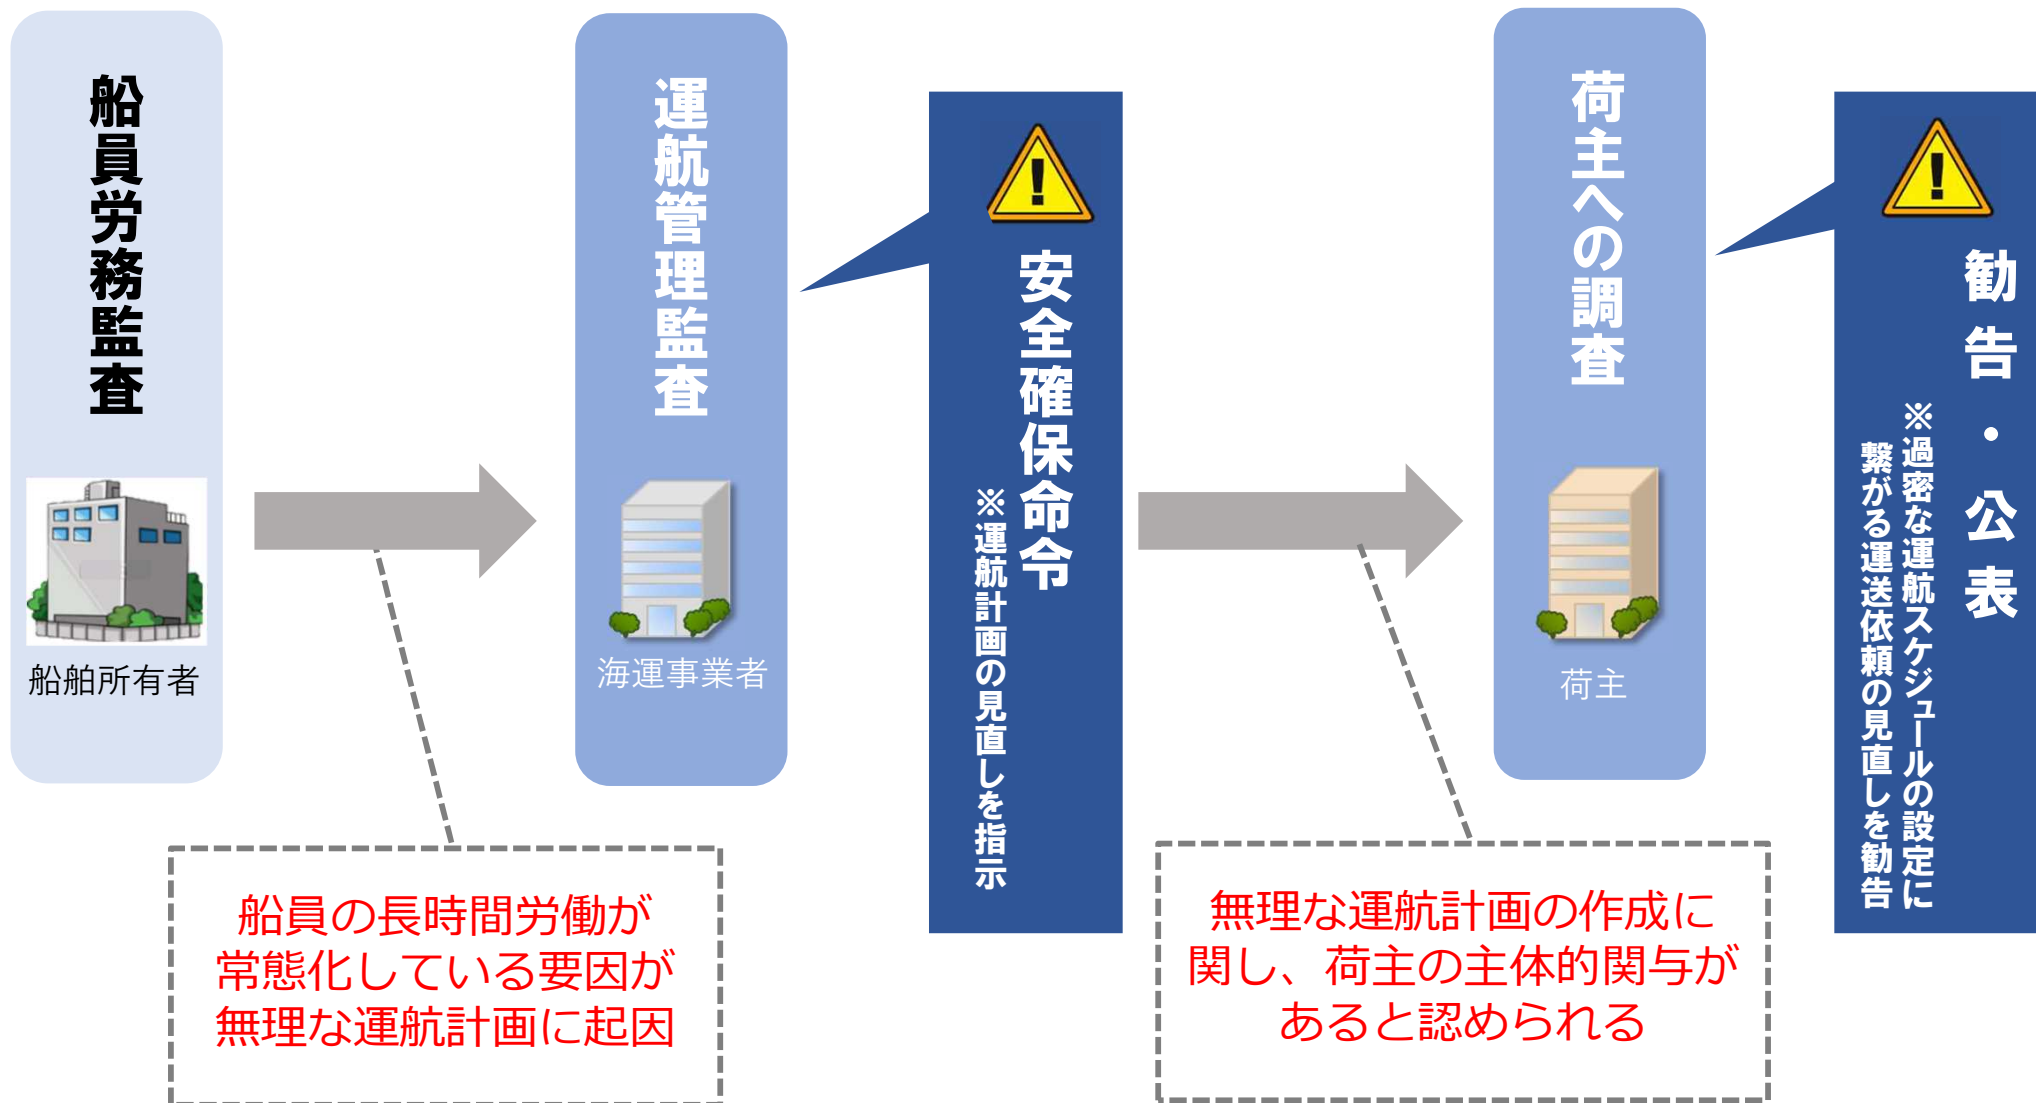 船員労務監査
船舶所有者
船員の長時間労働が
常態化している要因が
無理な運航計画に起因
運航管理監査
海運事業者
安全確保命令
※運航計画の見直しを指示
荷主への調査
荷主
無理な運航計画の作成に
関し、荷主の主体的関与が
あると認められる
勧告・公表
※過密な運航スケジュールの設定に
繋がる運送依頼の見直しを勧告